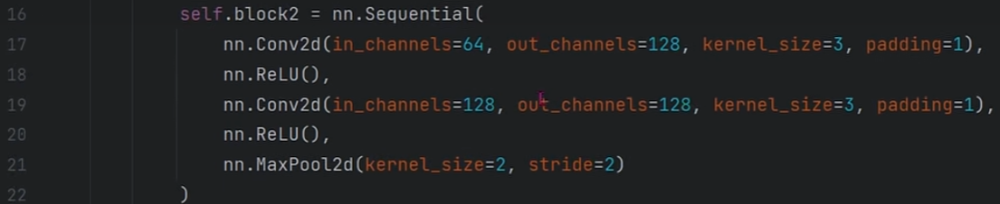 16 self.block2 = nn.Sequential(
17 nn.Conv2d(in_channels=64, out_channels=128, kernel_size=3, padding=1),
18 nn.ReLU(),
19 nn.Conv2d(in_channels=128, out_channels=128, kernel_size=3, padding=1),
20 nn.ReLU(),
21 nn.MaxPool2d(kernel_size=2, stride=2)
22 )